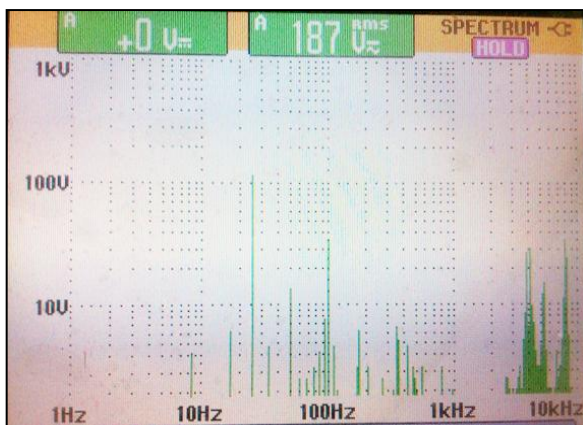 A +0 V⎓
A 187 rms V≂
SPECTRUM
HOLD
1kV
100V
10V
1Hz 10Hz 100Hz 1kHz 10kHz